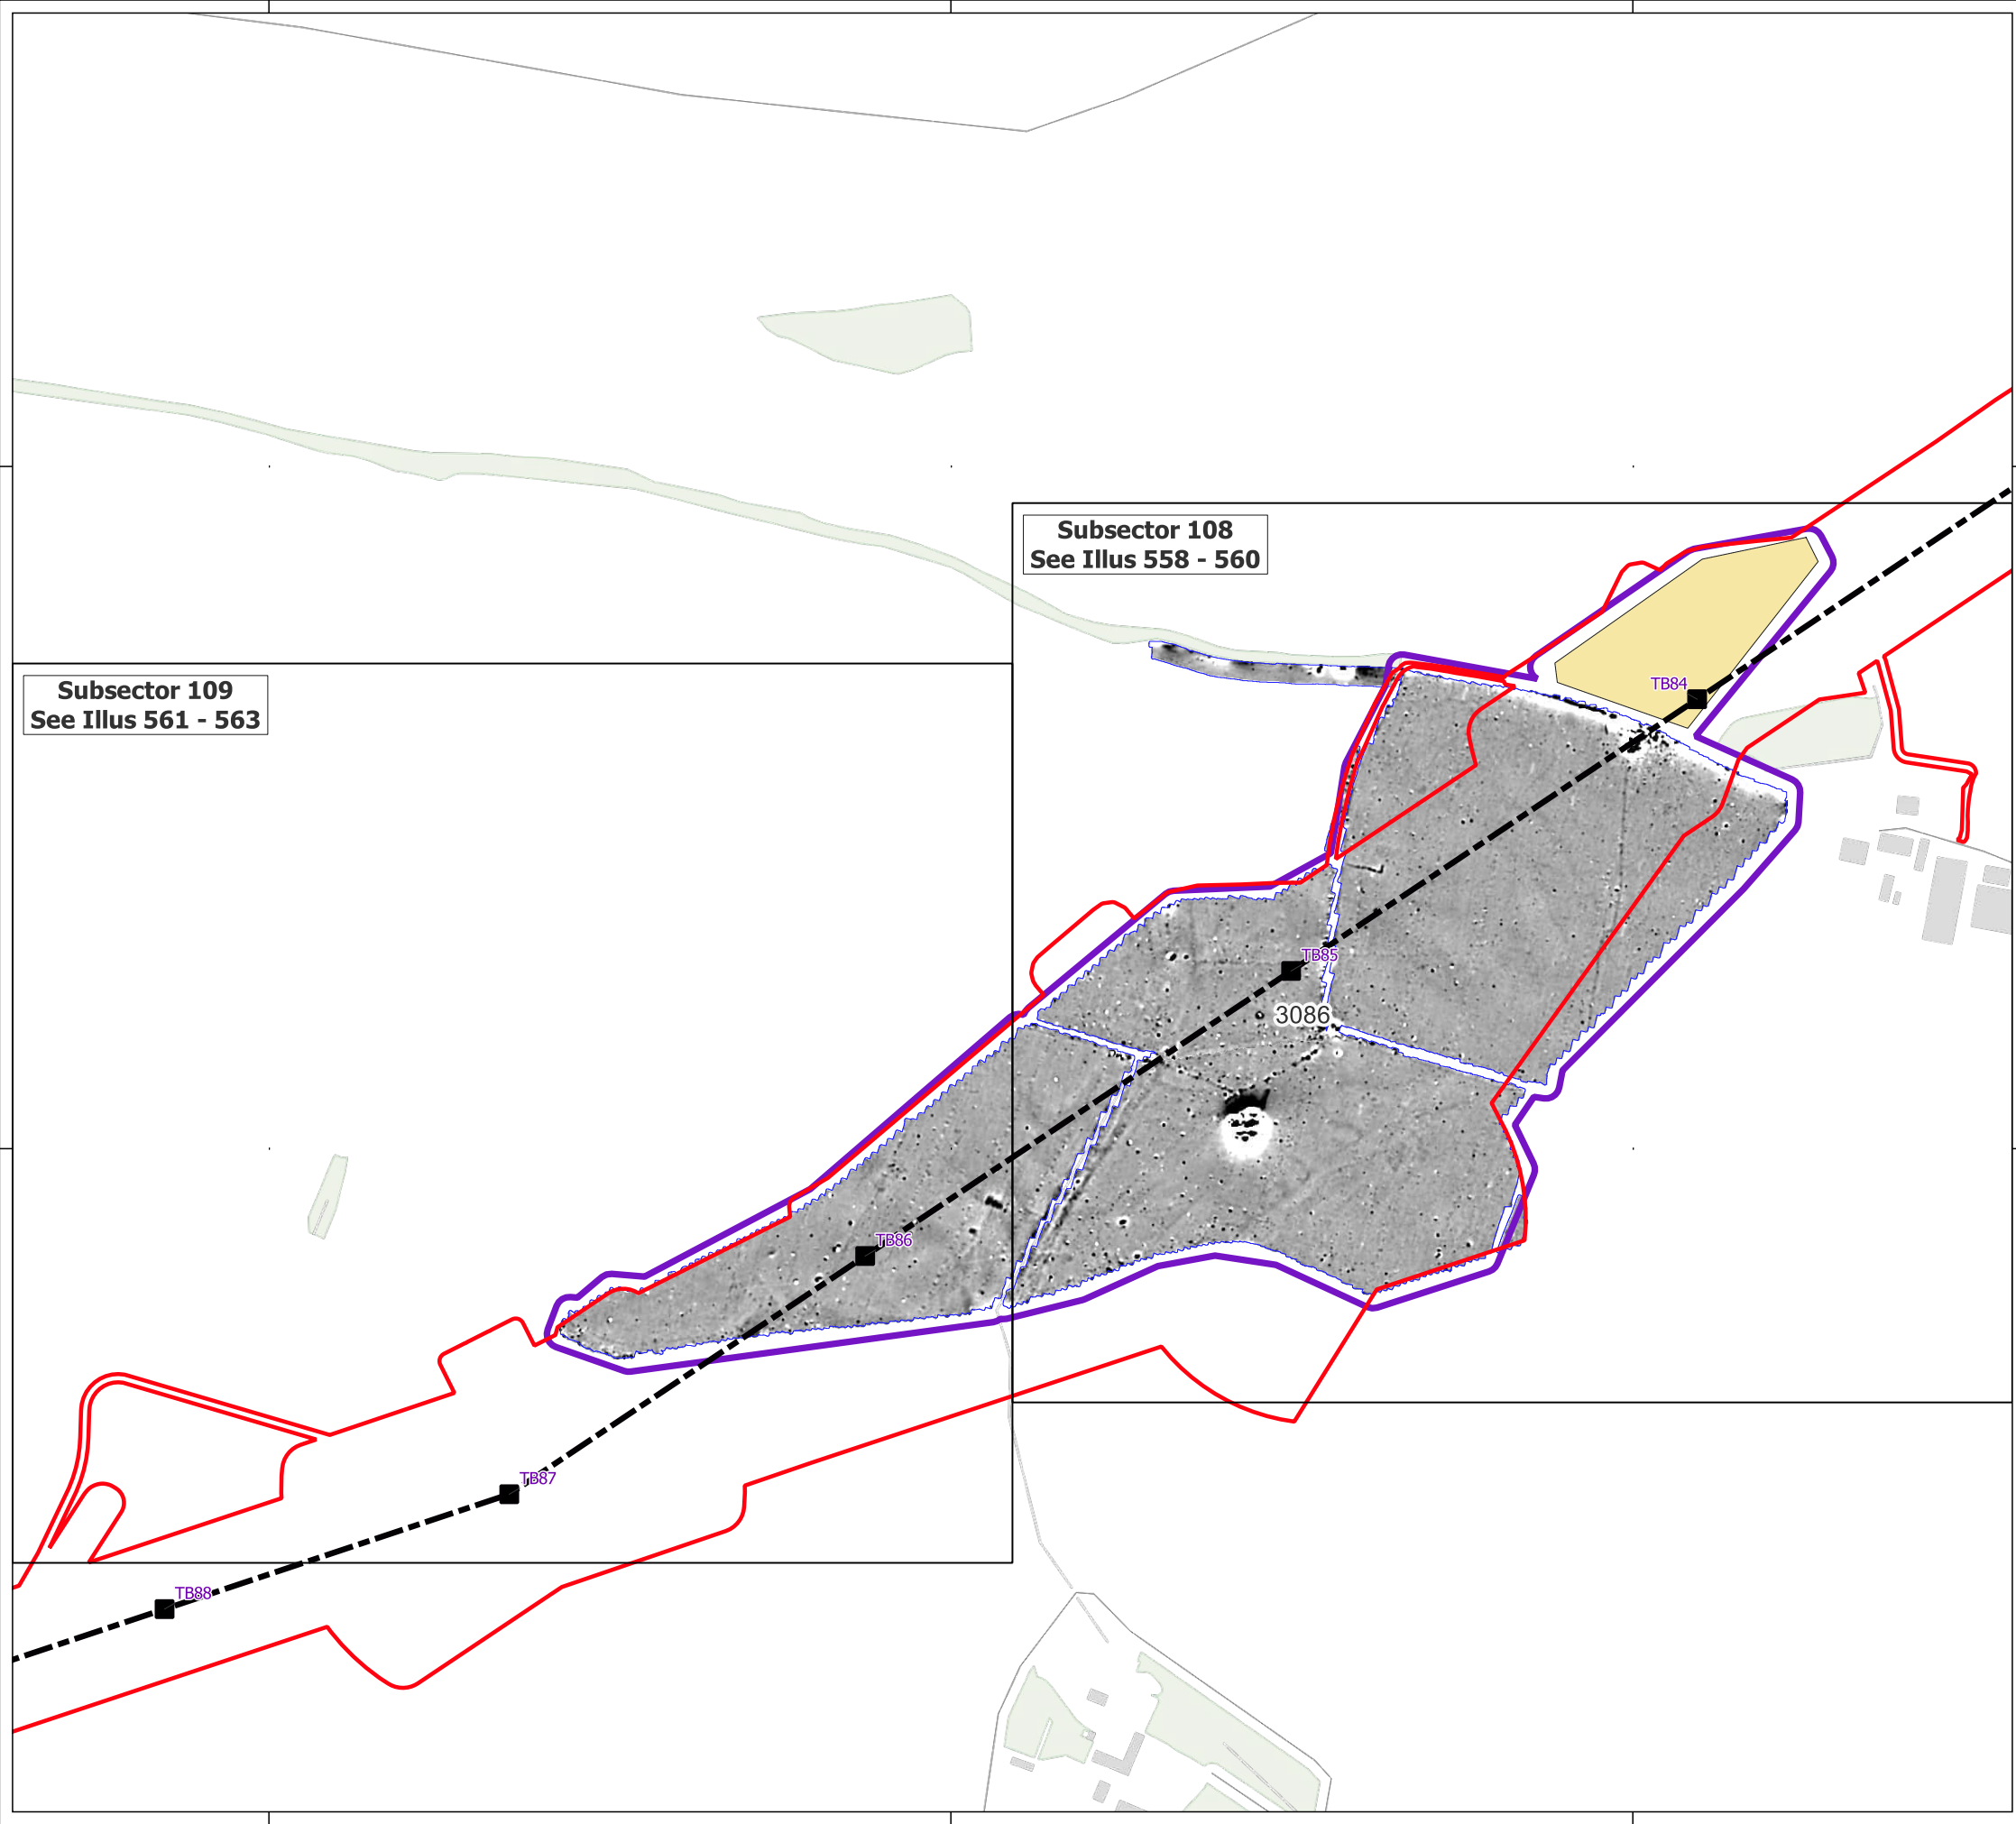 Subsector 108
See Illus 558 - 560
TB84
Subsector 109
See Illus 561 - 563
TB85
3086
TB86
TB87
TB88